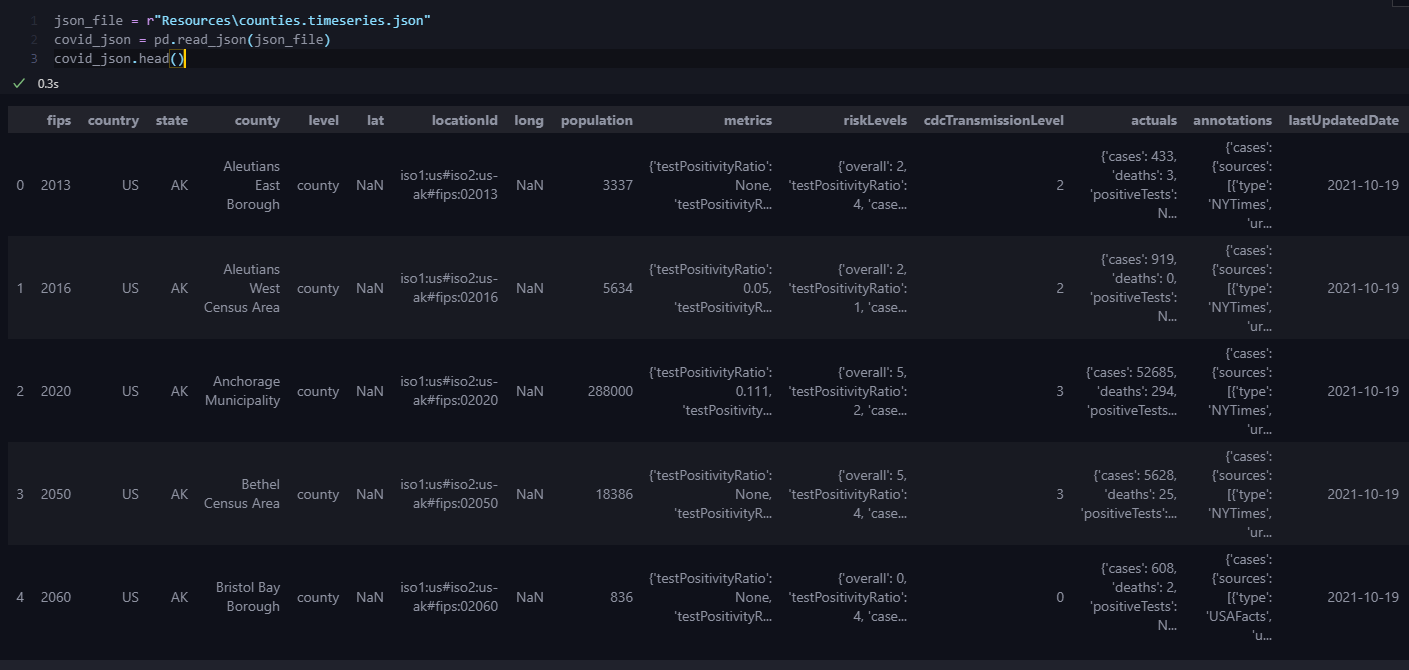 1 json_file = r"Resources\counties.timeseries.json"
2 covid_json = pd.read_json(json_file)
3 covid_json.head()
✓ 0.3s
fips country state county level lat locationId long population metrics riskLevels cdcTransmissionLevel actuals annotations lastUpdatedDate
0 2013 US AK Aleutians East Borough county NaN iso1:us#iso2:us-ak#fips:02013 NaN 3337 {'testPositivityRatio': None, 'testPositivityR... {'overall': 2, 'testPositivityRatio': 4, 'case... 2 {'cases': 433, 'deaths': 3, 'positiveTests': N... {'cases': {'sources': [{'type': 'NYTimes', 'ur... 2021-10-19
1 2016 US AK Aleutians West Census Area county NaN iso1:us#iso2:us-ak#fips:02016 NaN 5634 {'testPositivityRatio': 0.05, 'testPositivityR... {'overall': 2, 'testPositivityRatio': 1, 'case... 2 {'cases': 919, 'deaths': 0, 'positiveTests': N... {'cases': {'sources': [{'type': 'NYTimes', 'ur... 2021-10-19
2 2020 US AK Anchorage Municipality county NaN iso1:us#iso2:us-ak#fips:02020 NaN 288000 {'testPositivityRatio': 0.111, 'testPositivity... {'overall': 5, 'testPositivityRatio': 2, 'case... 3 {'cases': 52685, 'deaths': 294, 'positiveTests... {'cases': {'sources': [{'type': 'NYTimes', 'ur... 2021-10-19
3 2050 US AK Bethel Census Area county NaN iso1:us#iso2:us-ak#fips:02050 NaN 18386 {'testPositivityRatio': None, 'testPositivityR... {'overall': 5, 'testPositivityRatio': 4, 'case... 3 {'cases': 5628, 'deaths': 25, 'positiveTests':... {'cases': {'sources': [{'type': 'NYTimes', 'ur... 2021-10-19
4 2060 US AK Bristol Bay Borough county NaN iso1:us#iso2:us-ak#fips:02060 NaN 836 {'testPositivityRatio': None, 'testPositivityR... {'overall': 0, 'testPositivityRatio': 4, 'case... 0 {'cases': 608, 'deaths': 2, 'positiveTests': N... {'cases': {'sources': [{'type': 'USAFacts', 'u... 2021-10-19